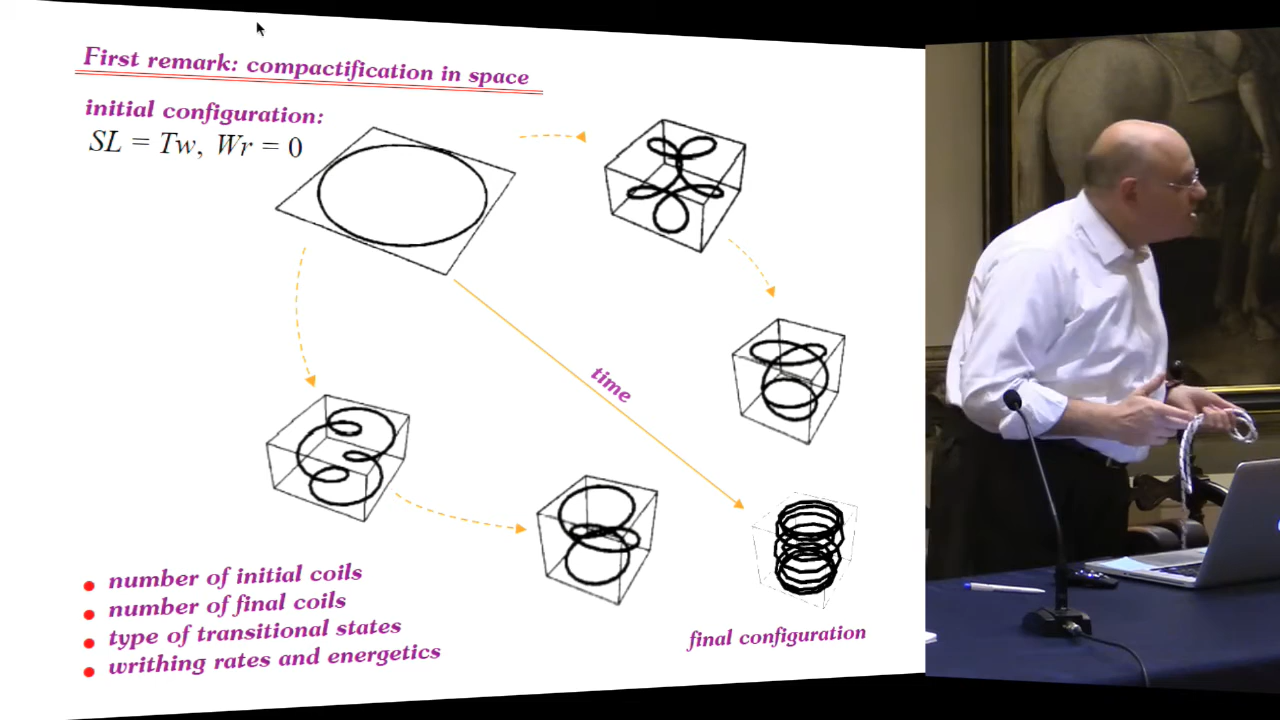 First remark: compactification in space
initial configuration:
SL = Tw, Wr = 0
time
number of initial coils
number of final coils
type of transitional states
writhing rates and energetics
final configuration